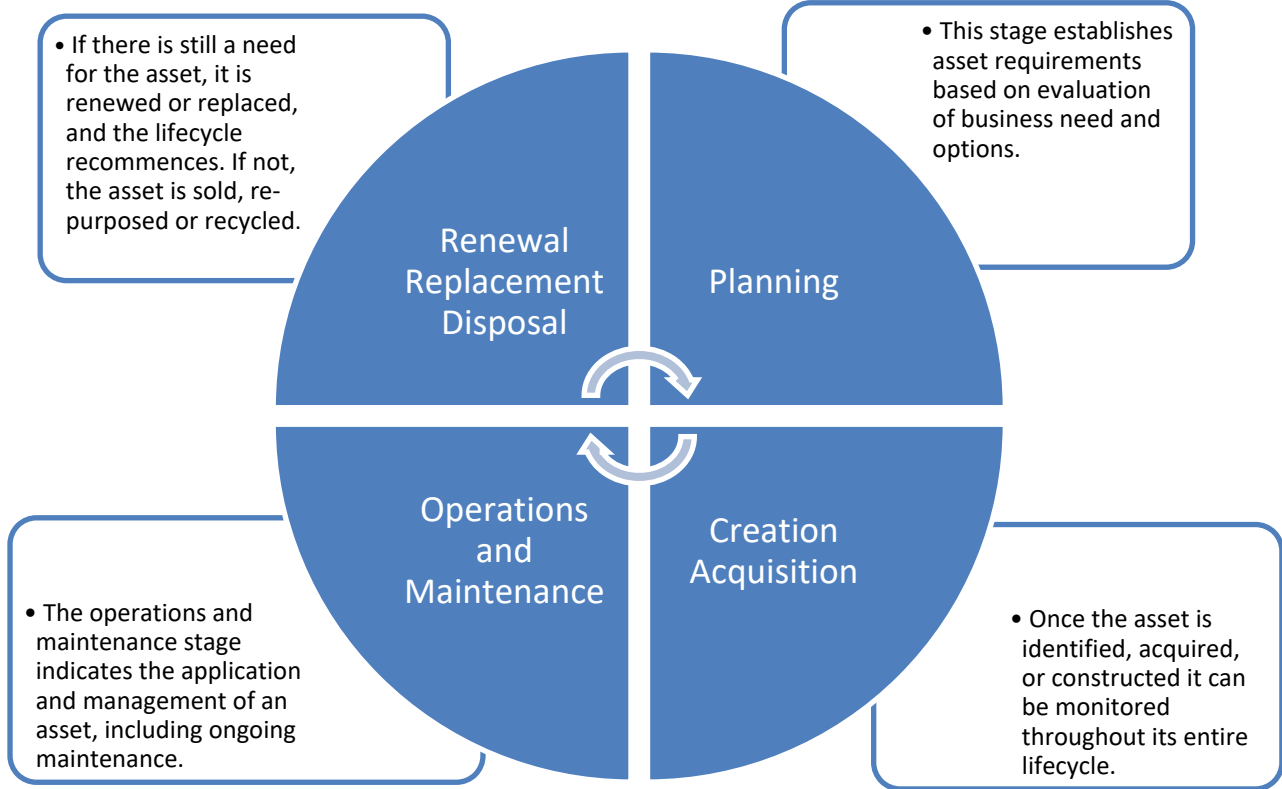 • If there is still a need
for the asset, it is
renewed or replaced,
and the lifecycle
recommences. If not,
the asset is sold, re-
purposed or recycled.
• This stage establishes
asset requirements
based on evaluation
of business need and
options.
Renewal
Replacement
Disposal
Planning
Operations
and
Maintenance
Creation
Acquisition
• The operations and
maintenance stage
indicates the application
and management of an
asset, including ongoing
maintenance.
• Once the asset is
identified, acquired,
or constructed it can
be monitored
throughout its entire
lifecycle.